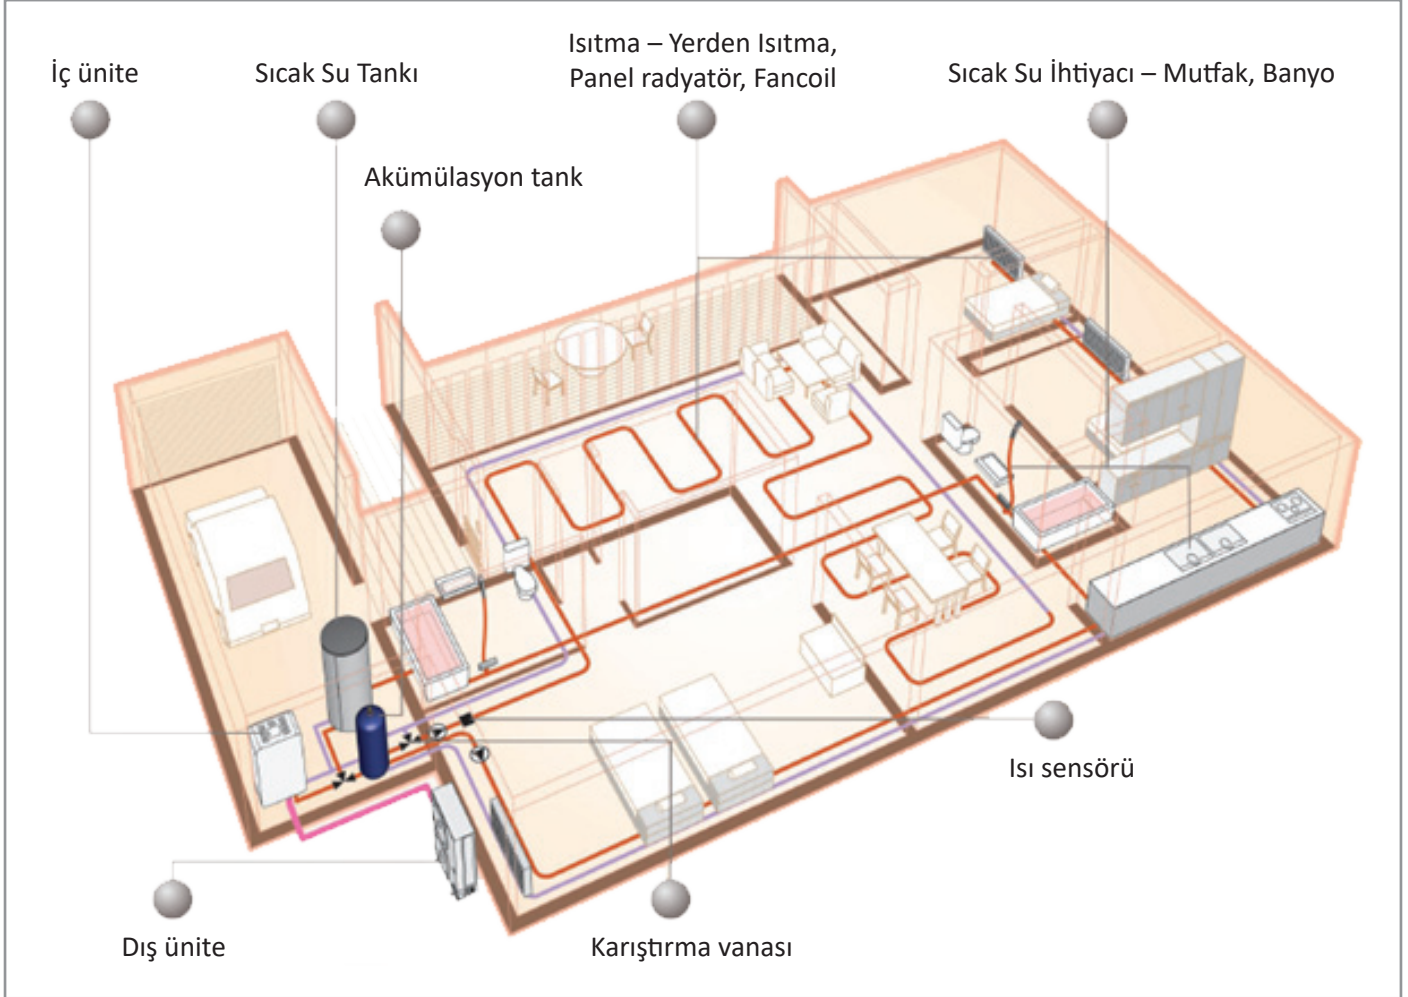 İç ünite
Sıcak Su Tankı
Isıtma – Yerden Isıtma,
Panel radyatör, Fancoil
Sıcak Su İhtiyacı – Mutfak, Banyo
Akümülasyon tank
Isı sensörü
Dış ünite
Karıştırma vanası